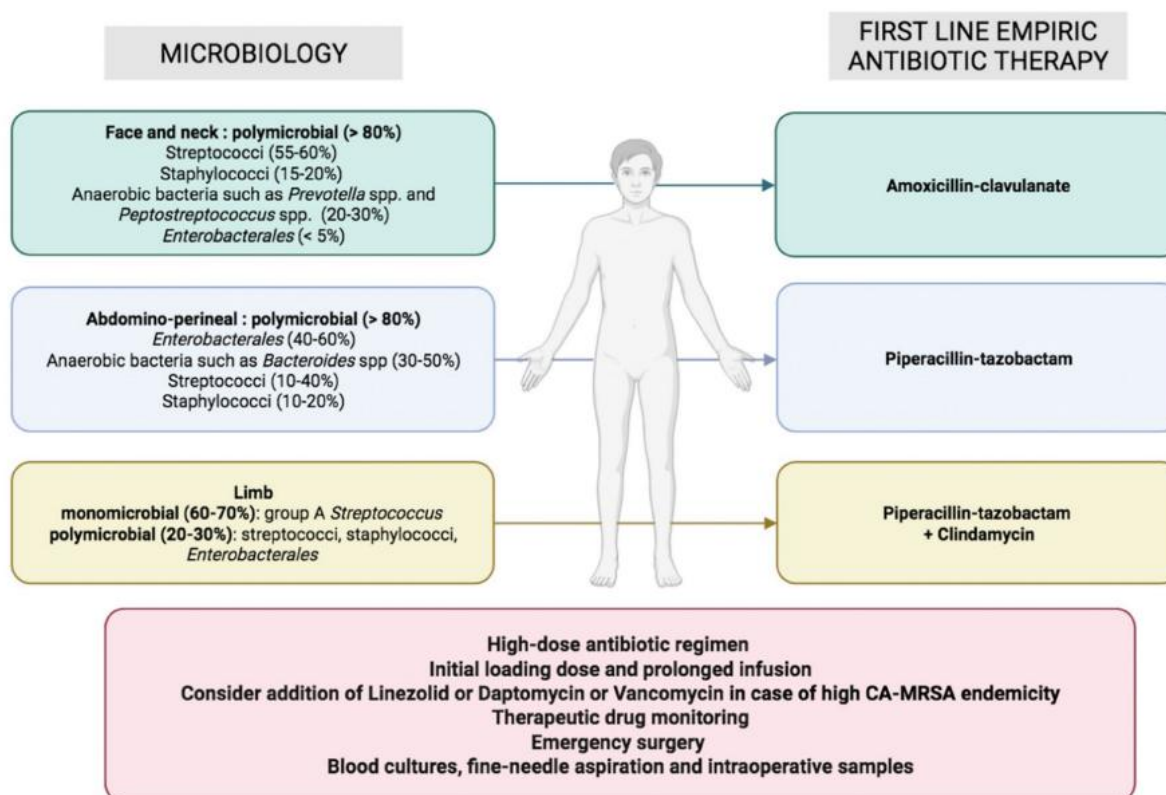 MICROBIOLOGY
FIRST LINE EMPIRIC
ANTIBIOTIC THERAPY
Face and neck : polymicrobial (> 80%)
Streptococci (55-60%)
Staphylococci (15-20%)
Anaerobic bacteria such as Prevotella spp. and
Peptostreptococcus spp. (20-30%)
Enterobacterales (< 5%)
Amoxicillin-clavulanate
Abdomino-perineal : polymicrobial (> 80%)
Enterobacterales (40-60%)
Anaerobic bacteria such as Bacteroides spp (30-50%)
Streptococci (10-40%)
Staphylococci (10-20%)
Piperacillin-tazobactam
Limb
monomicrobial (60-70%): group A Streptococcus
polymicrobial (20-30%): streptococci, staphylococci,
Enterobacterales
Piperacillin-tazobactam
+ Clindamycin
High-dose antibiotic regimen
Initial loading dose and prolonged infusion
Consider addition of Linezolid or Daptomycin or Vancomycin in case of high CA-MRSA endemicity
Therapeutic drug monitoring
Emergency surgery
Blood cultures, fine-needle aspiration and intraoperative samples